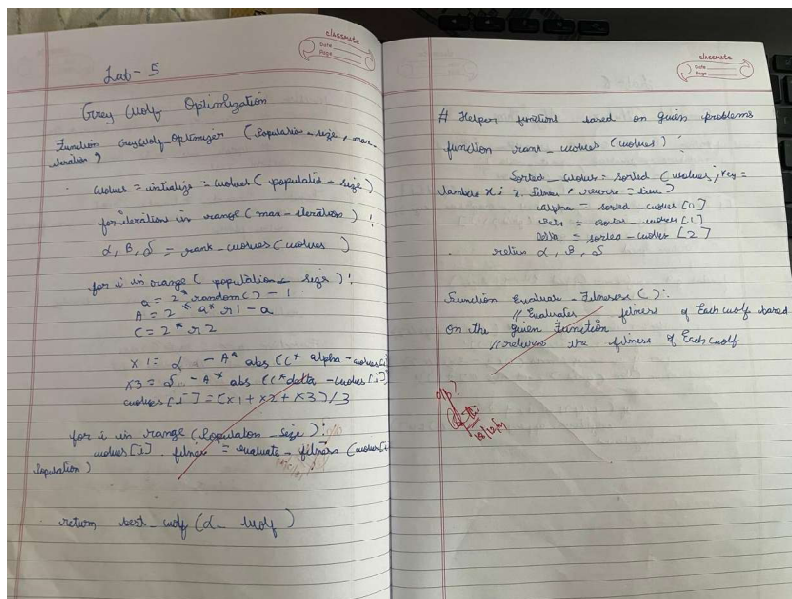 classmate
Date
Page
Lab - 5
Grey Wolf Optimization
Function GreyWolf_Optimizer (Population - size, max-
iteration)
wolves = initialize - wolves ( population - size )
for iteration in range ( max - iteration ) :
α, B, δ = rank - wolves ( wolves )
for i in range ( population - size ) :
a = 2 * random() - 1
A = 2 * a * r1 - a
C = 2 * r2
X1 = α - A * abs (C* alpha - wolves[i]
X3 = δ - A* abs (C* delta - wolves [i]
wolves [i] = (X1 + X2 + X3) / 3
for i in range (Population - size ) :
wolves [i] . fitness = evaluate - fitness (wolves[i]
Population )
return best _ wolf (α - wolf )
classmate
Date
Page
# Helper functions based on given problems
function rank - wolves (wolves) :
Sorted - wolves = sorted ( wolves , key =
lambda x : x. fitness, reverse = true )
alpha = sorted wolves [0]
= sorted - wolves [1]
delta = sorted - wolves [2]
return α, B, δ
Function Evaluate - Fitness ( ) :
// Evaluates fitness of Each wolf based
on the given function
// returns the fitness of Each wolf
o/p?